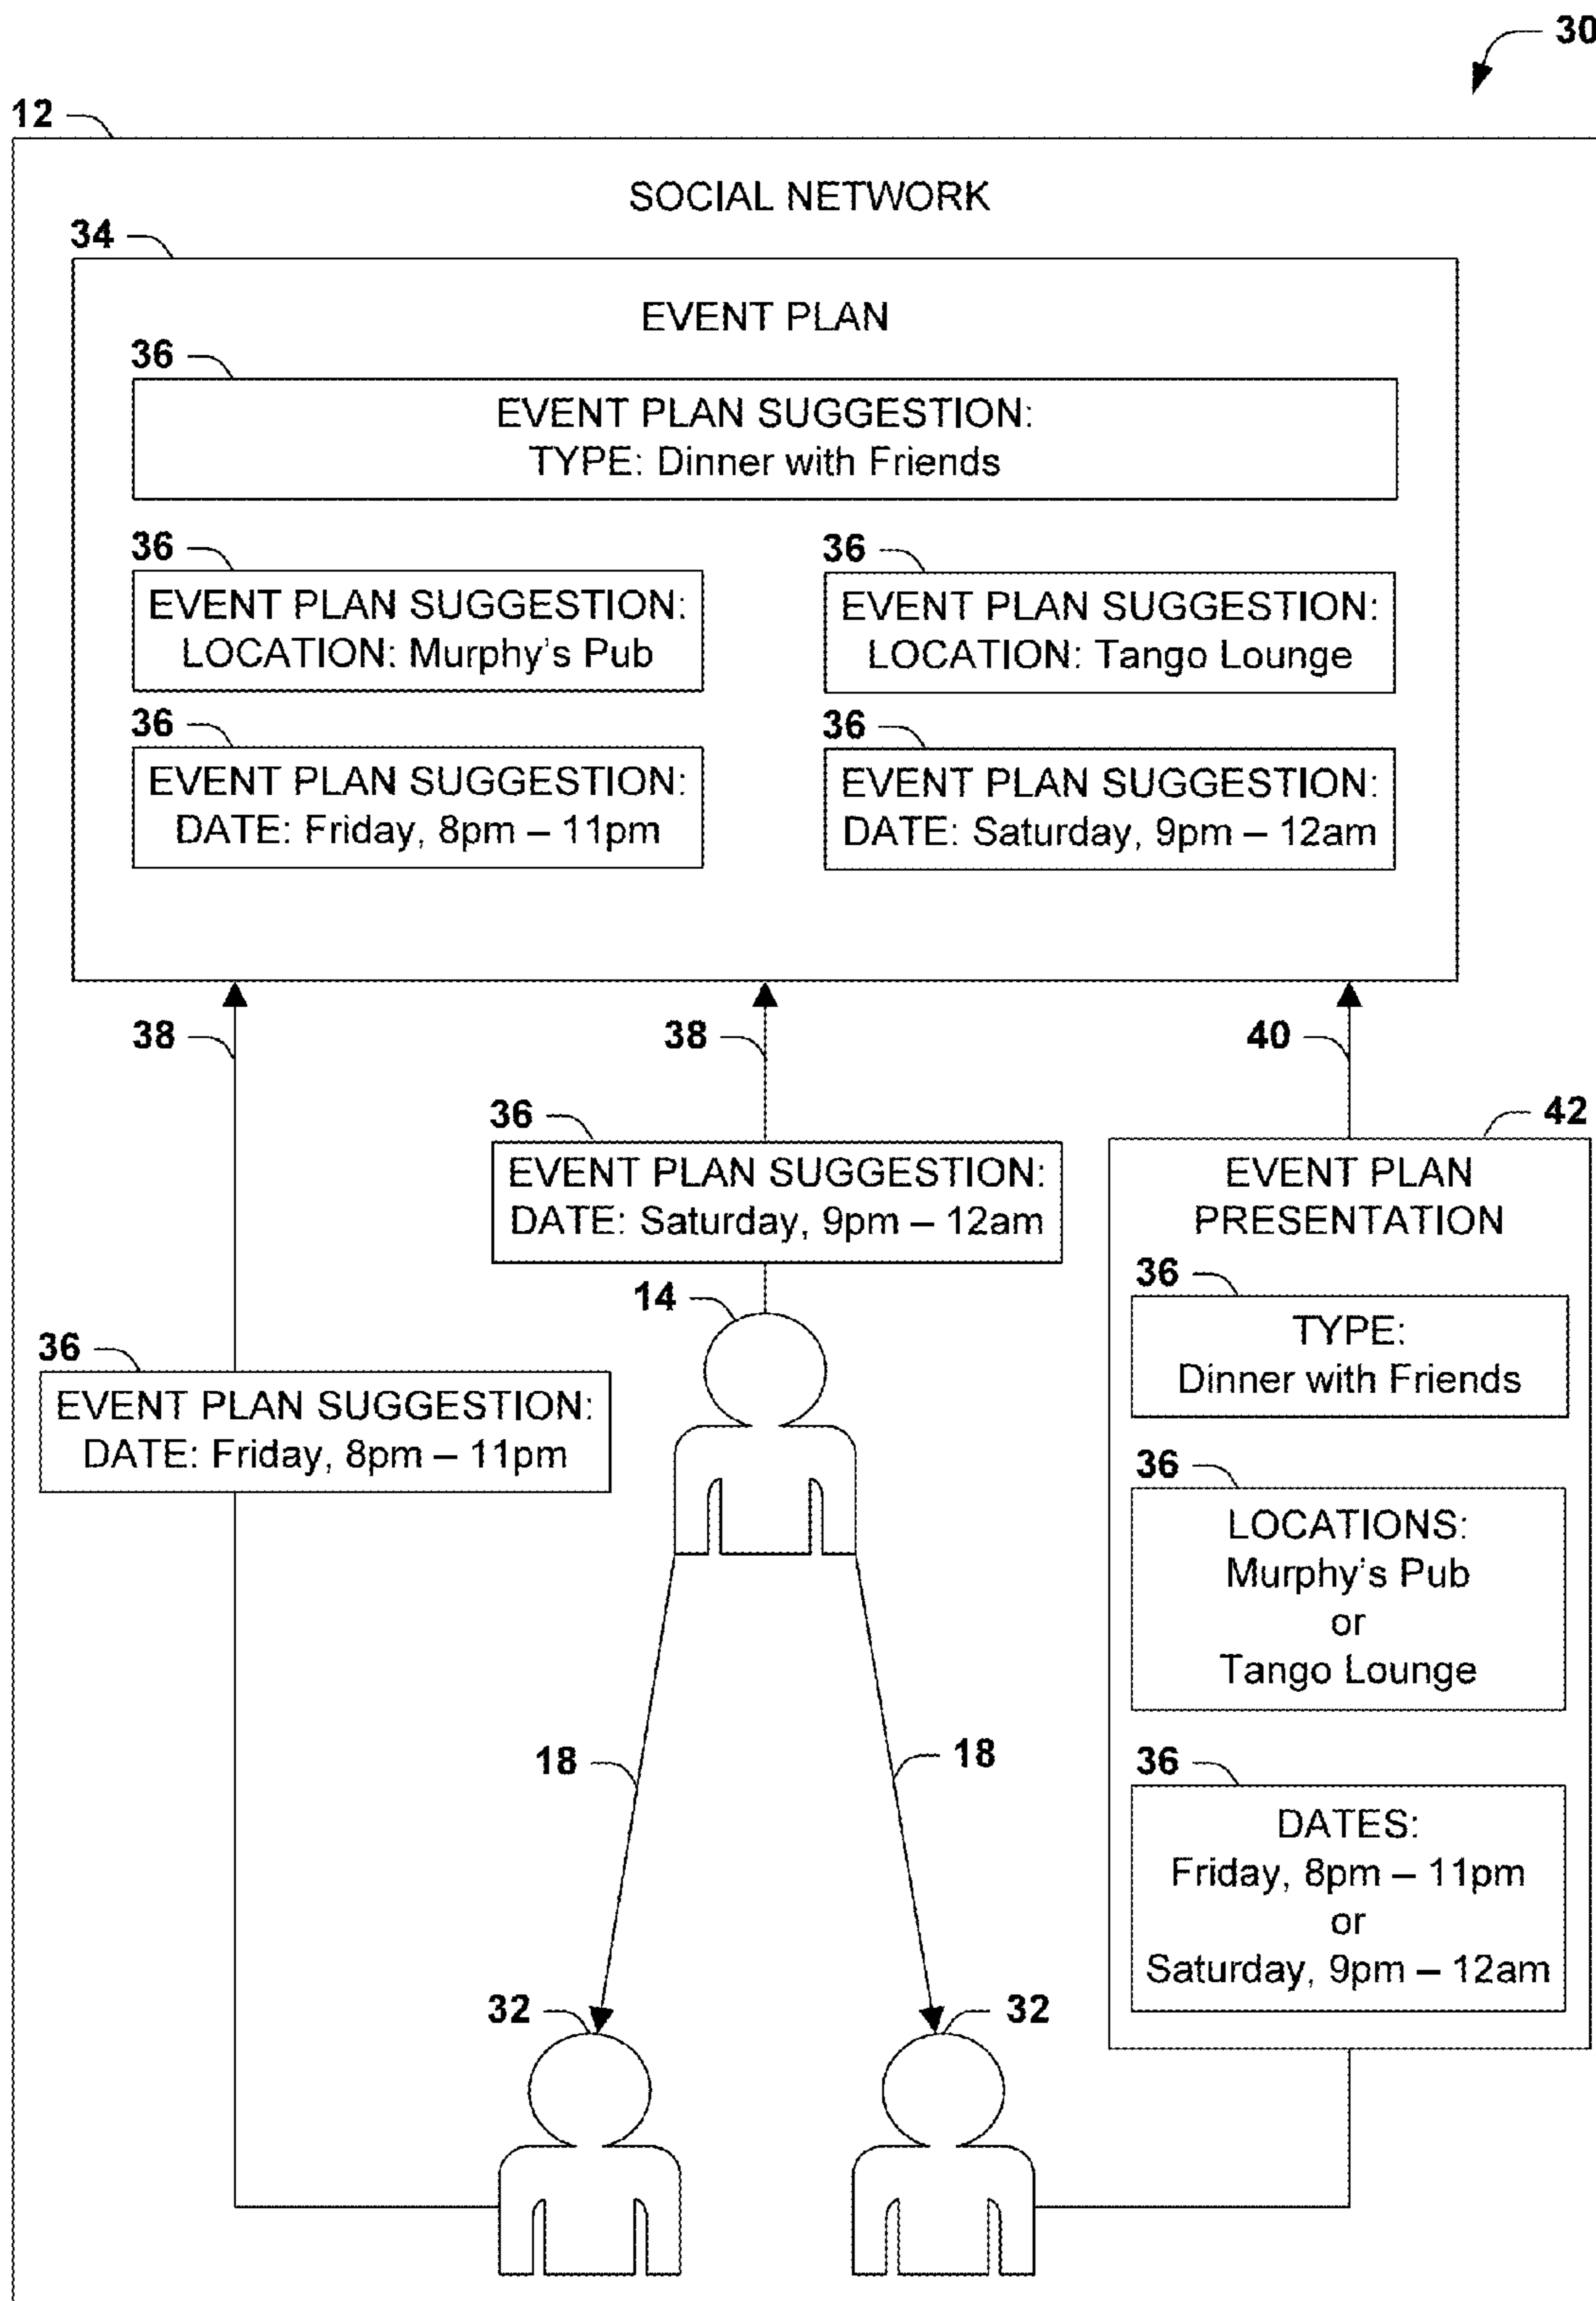 30
12
SOCIAL NETWORK
34
EVENT PLAN
36
EVENT PLAN SUGGESTION:
TYPE: Dinner with Friends
36
EVENT PLAN SUGGESTION:
LOCATION: Murphy's Pub
36
EVENT PLAN SUGGESTION:
LOCATION: Tango Lounge
36
EVENT PLAN SUGGESTION:
DATE: Friday, 8pm – 11pm
36
EVENT PLAN SUGGESTION:
DATE: Saturday, 9pm – 12am
38
38
40
36
EVENT PLAN SUGGESTION:
DATE: Saturday, 9pm – 12am
14
36
EVENT PLAN SUGGESTION:
DATE: Friday, 8pm – 11pm
42
EVENT PLAN
PRESENTATION
36
TYPE:
Dinner with Friends
36
LOCATIONS:
Murphy's Pub
or
Tango Lounge
36
DATES:
Friday, 8pm – 11pm
or
Saturday, 9pm – 12am
18
18
32
32